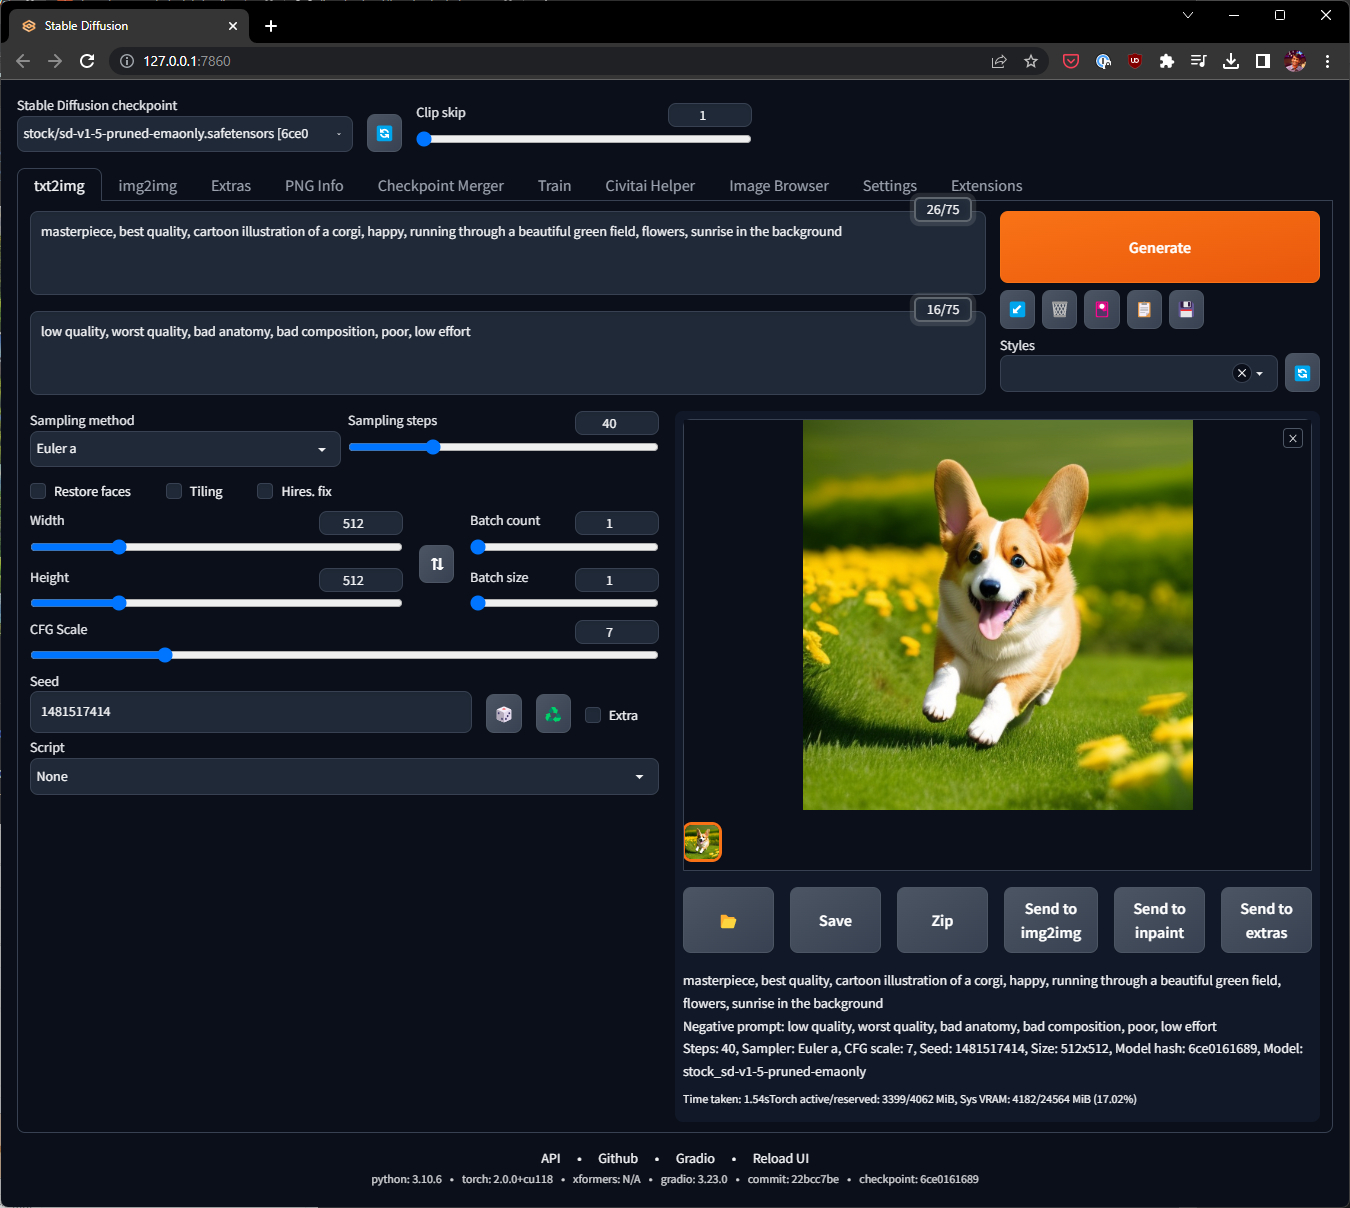 Stable Diffusion
127.0.0.1:7860
Stable Diffusion checkpoint
stock/sd-v1-5-pruned-emaonly.safetensors [6ce0
Clip skip
1
txt2img img2img Extras PNG Info Checkpoint Merger Train Civitai Helper Image Browser Settings Extensions
26/75
masterpiece, best quality, cartoon illustration of a corgi, happy, running through a beautiful green field, flowers, sunrise in the background
Generate
16/75
low quality, worst quality, bad anatomy, bad composition, poor, low effort
Styles
Sampling method
Euler a
Sampling steps
40
Restore faces Tiling Hires. fix
Width
512
Height
512
Batch count
1
Batch size
1
CFG Scale
7
Seed
1481517414
Extra
Script
None
Save
Zip
Send to
img2img
Send to
inpaint
Send to
extras
masterpiece, best quality, cartoon illustration of a corgi, happy, running through a beautiful green field,
flowers, sunrise in the background
Negative prompt: low quality, worst quality, bad anatomy, bad composition, poor, low effort
Steps: 40, Sampler: Euler a, CFG scale: 7, Seed: 1481517414, Size: 512x512, Model hash: 6ce0161689, Model:
stock_sd-v1-5-pruned-emaonly
Time taken: 1.54sTorch active/reserved: 3399/4062 MiB, Sys VRAM: 4182/24564 MiB (17.02%)
API • Github • Gradio • Reload UI
python: 3.10.6 • torch: 2.0.0+cu118 • xformers: N/A • gradio: 3.23.0 • commit: 22bcc7be • checkpoint: 6ce0161689